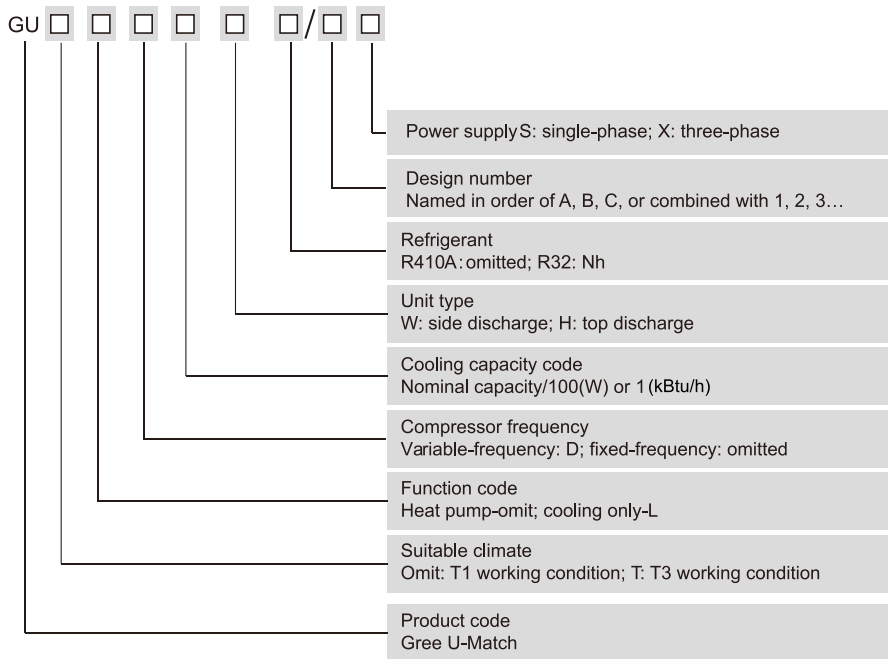 GU □ □ □ □ □ □ / □ □
Power supply S: single-phase; X: three-phase
Design number
Named in order of A, B, C, or combined with 1, 2, 3…
Refrigerant
R410A: omitted; R32: Nh
Unit type
W: side discharge; H: top discharge
Cooling capacity code
Nominal capacity/100(W) or 1 (kBtu/h)
Compressor frequency
Variable-frequency: D; fixed-frequency: omitted
Function code
Heat pump-omit; cooling only-L
Suitable climate
Omit: T1 working condition; T: T3 working condition
Product code
Gree U-Match